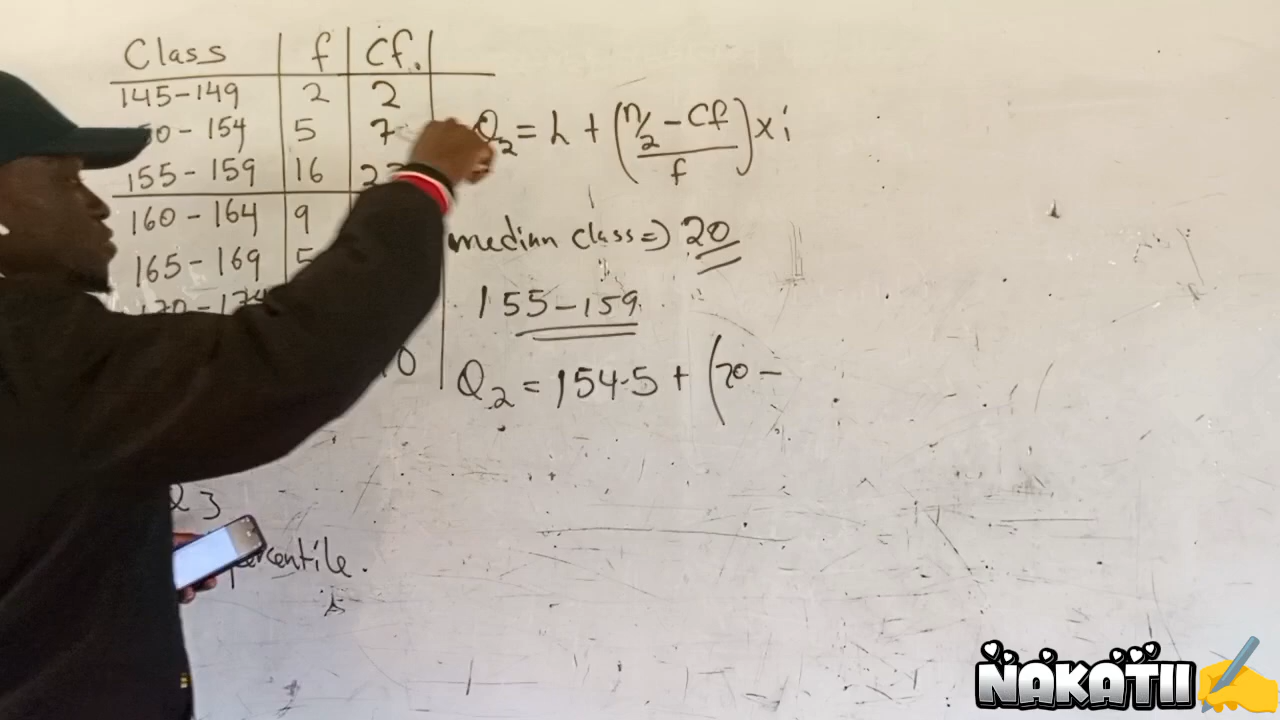 Class f Cf.
145-149 2 2
154 5 7
155-159 16
160-164 9
165-169
Q₂ = L + (n/2 - Cf / f) x i
median class => 20
155-159
Q₂ = 154.5 + (20 -
3
percentile.
NAKATII